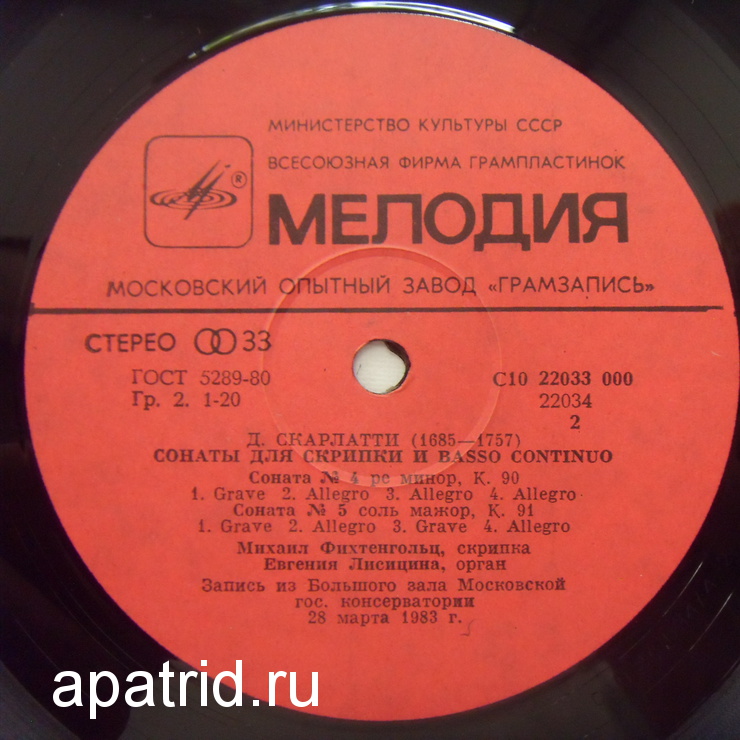 МИНИСТЕРСТВО КУЛЬТУРЫ СССР
ВСЕСОЮЗНАЯ ФИРМА ГРАМПЛАСТИНОК
®
МЕЛОДИЯ
МОСКОВСКИЙ ОПЫТНЫЙ ЗАВОД «ГРАМЗАПИСЬ»
СТЕРЕО 33
ГОСТ 5289-80 С10 22033 000
Гр. 2. 1-20 22034
2
Д. СКАРЛАТТИ (1685—1757)
СОНАТЫ ДЛЯ СКРИПКИ И BASSO CONTINUO
Соната № 4 ре минор, К. 90
1. Grave 2. Allegro 3. Allegro 4. Allegro
Соната № 5 соль мажор, К. 91
1. Grave 2. Allegro 3. Grave 4. Allegro
Михаил Фихтенгольц, скрипка
Евгения Лисицина, орган
Запись из Большого зала Московской
гос. консерватории
28 марта 1983 г.
apatrid.ru